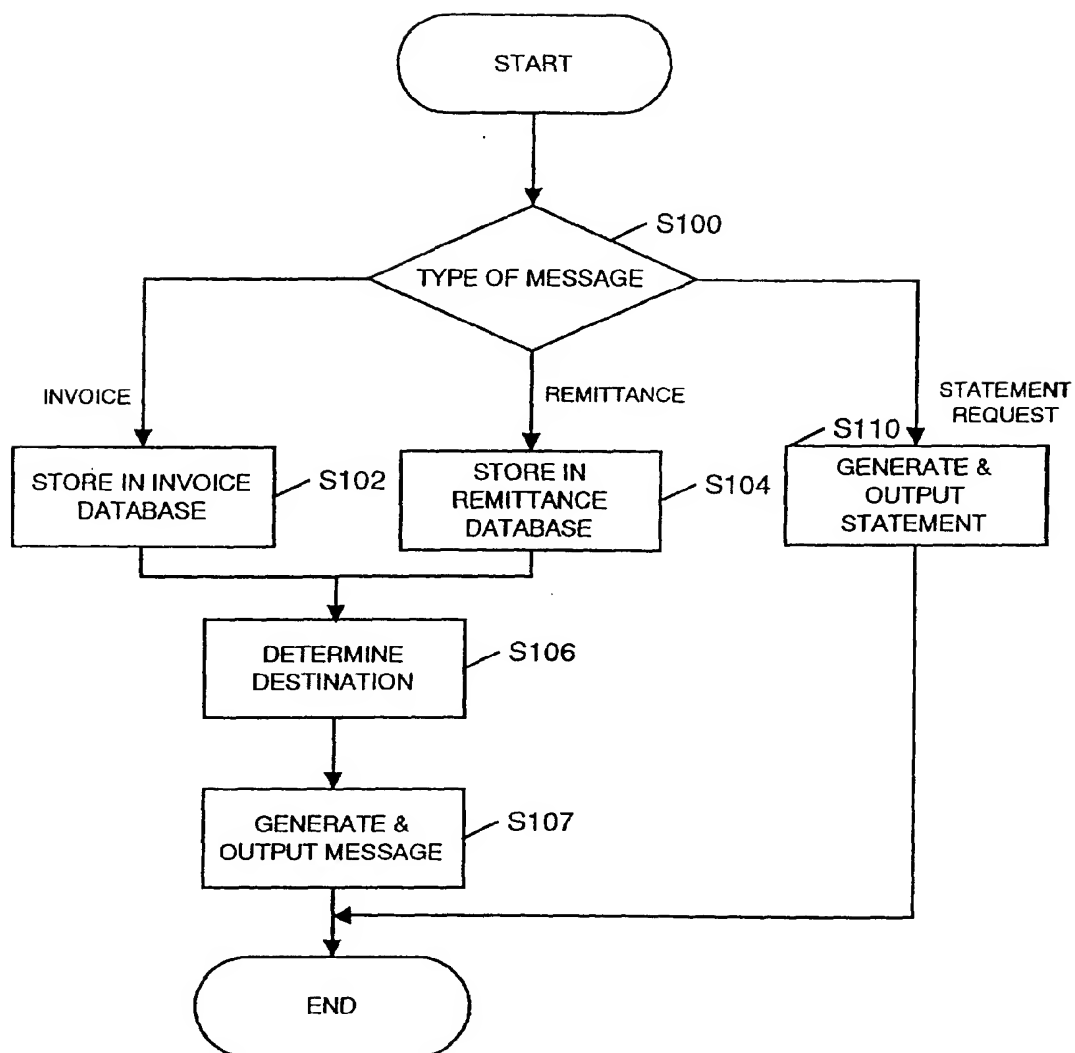 START
S100
TYPE OF MESSAGE
INVOICE
REMITTANCE
STATEMENT
REQUEST
STORE IN INVOICE
DATABASE
S102
STORE IN
REMITTANCE
DATABASE
S104
S110
GENERATE &
OUTPUT
STATEMENT
DETERMINE
DESTINATION
S106
GENERATE &
OUTPUT MESSAGE
S107
END